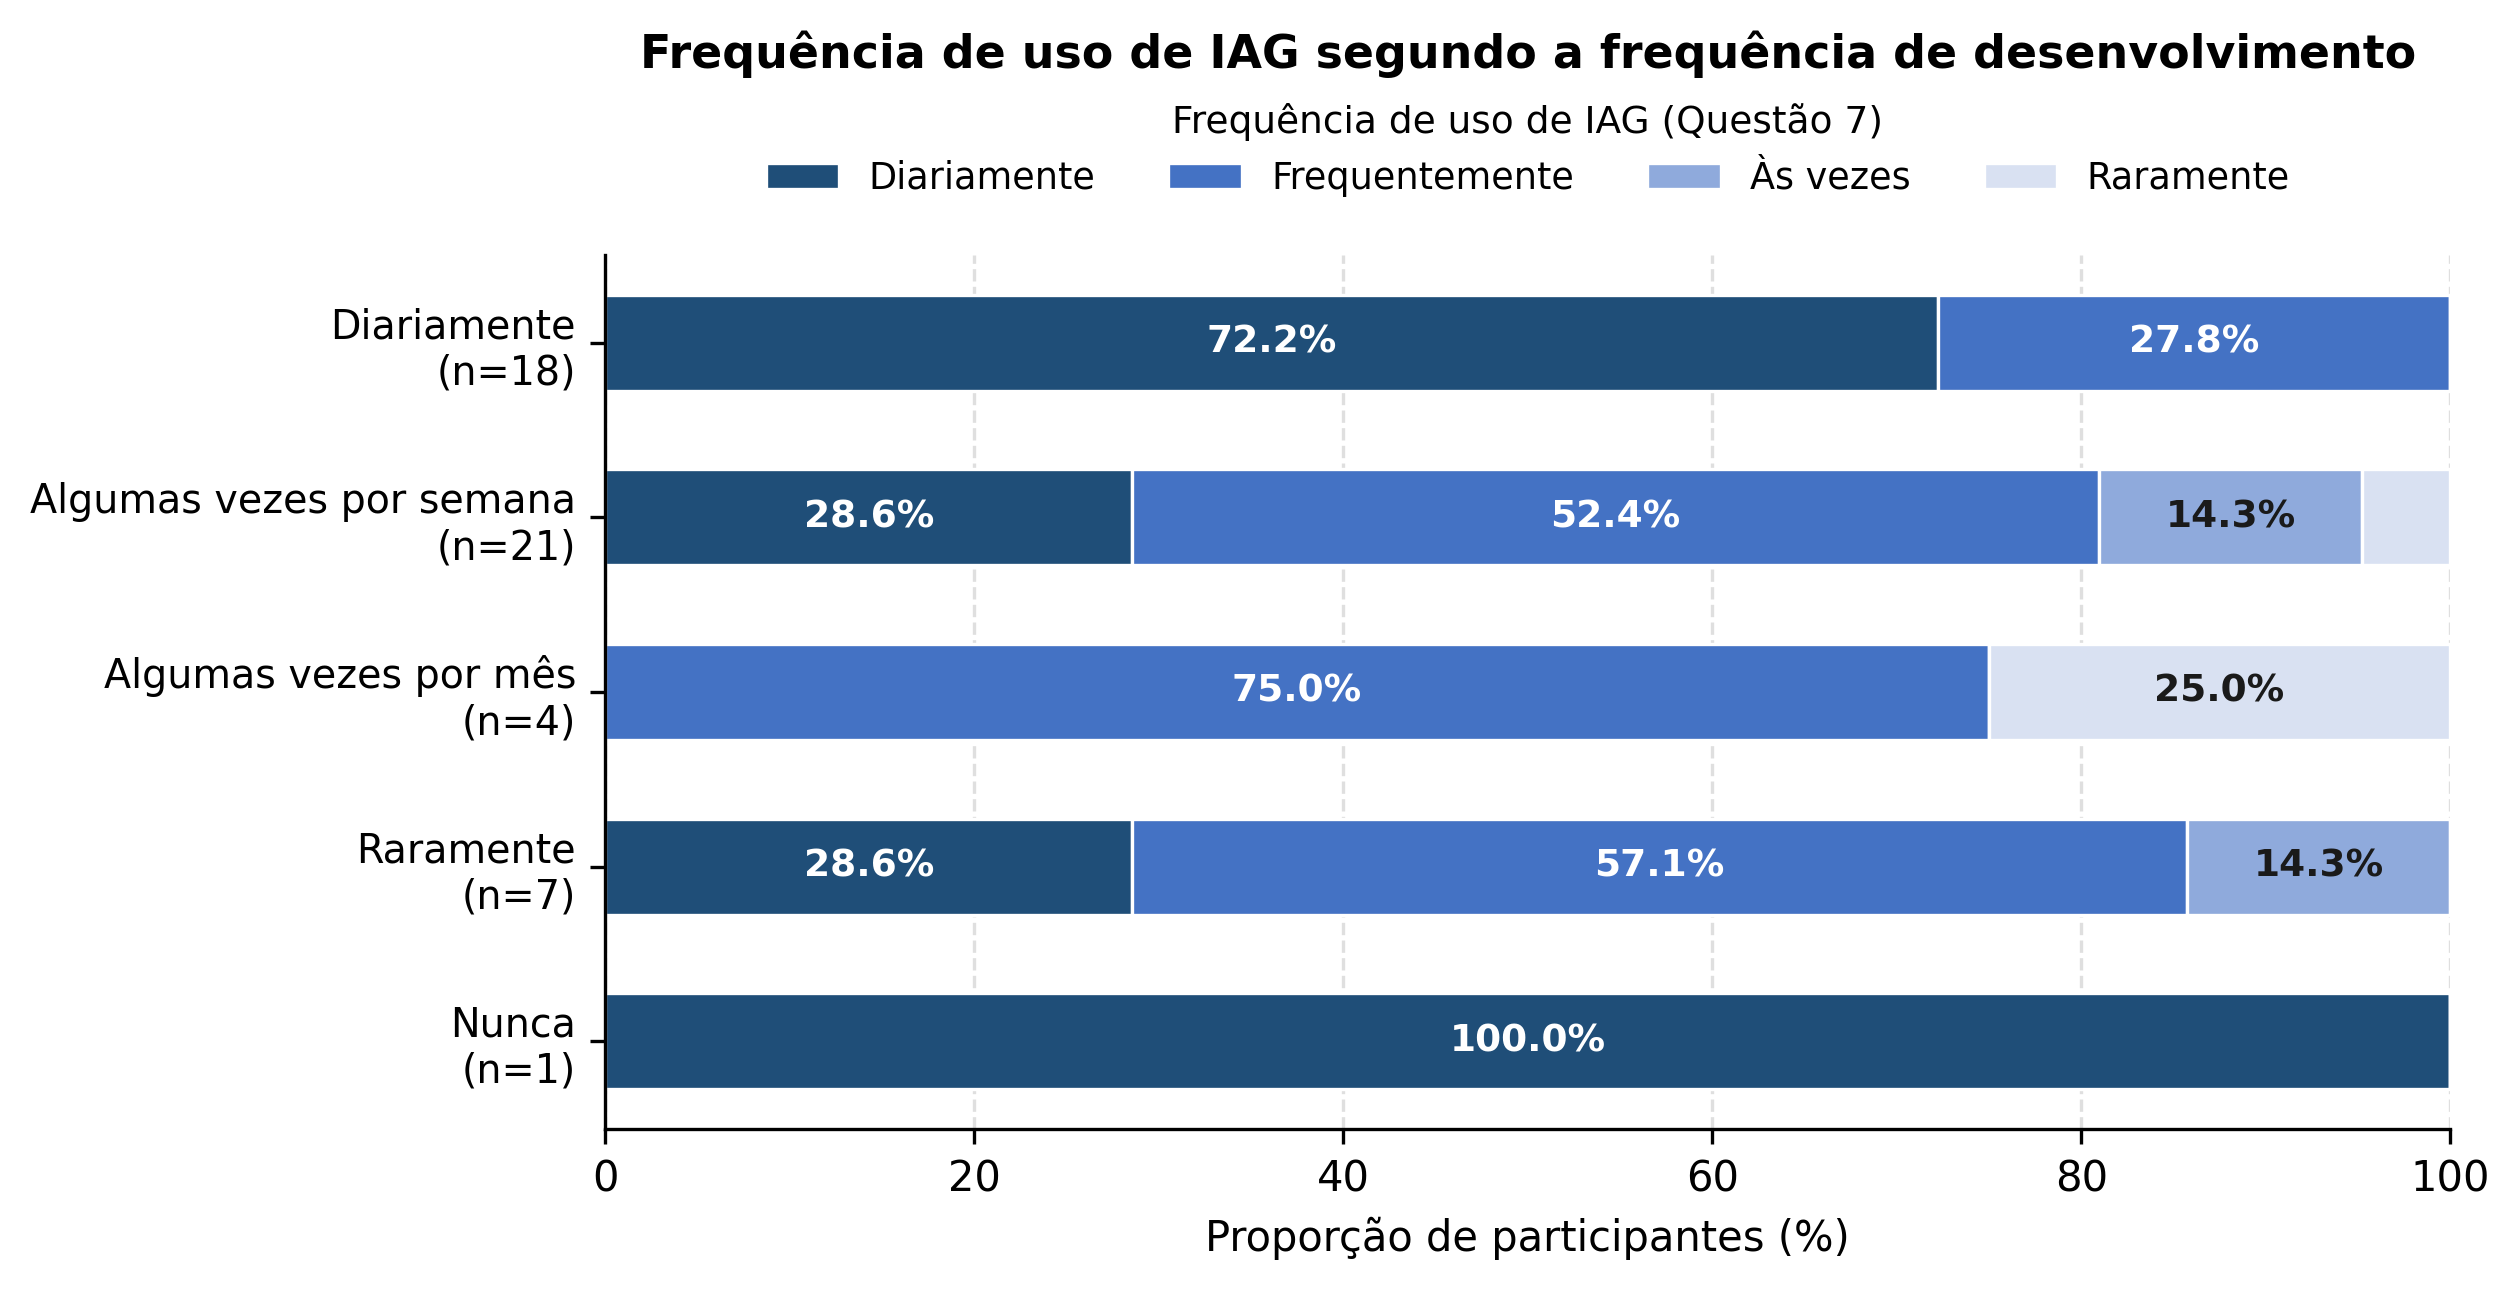 Frequência de uso de IAG segundo a frequência de desenvolvimento
Frequência de uso de IAG (Questão 7)
Diariamente Frequentemente Às vezes Raramente
Diariamente
(n=18)
72.2% 27.8%
Algumas vezes por semana
(n=21)
28.6% 52.4% 14.3%
Algumas vezes por mês
(n=4)
75.0% 25.0%
Raramente
(n=7)
28.6% 57.1% 14.3%
Nunca
(n=1)
100.0%
0 20 40 60 80 100
Proporção de participantes (%)